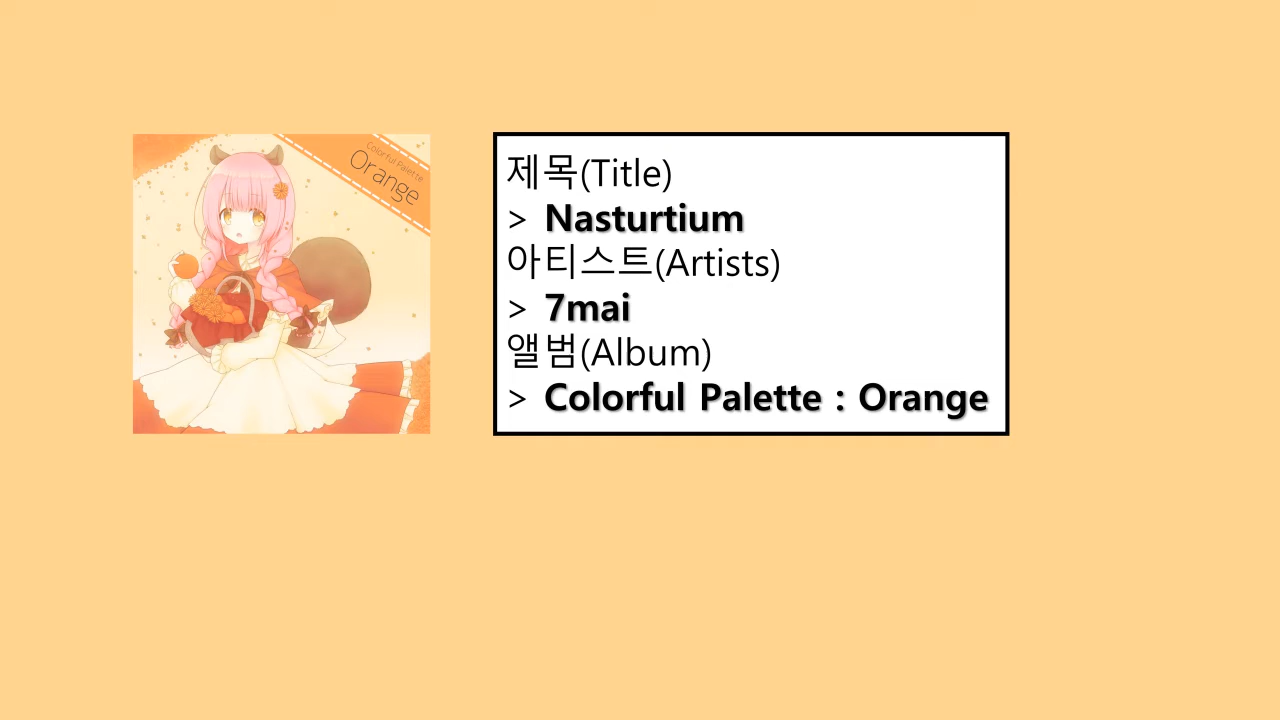 Colorful Palette
Orange
제목(Title)
> Nasturtium
아티스트(Artists)
> 7mai
앨범(Album)
> Colorful Palette : Orange